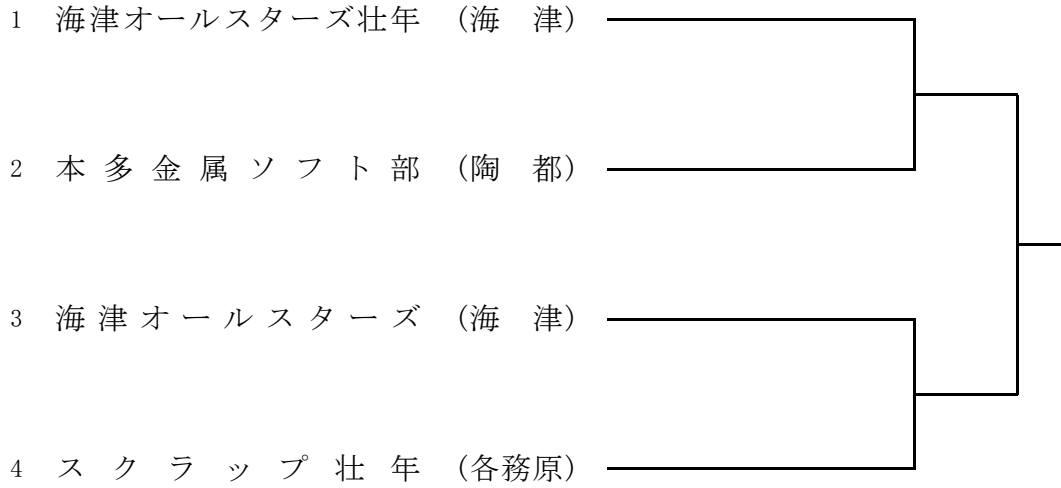 1 海津オールスターズ壮年 (海 津)
2 本多金属ソフト部 (陶 都)
3 海津オールスターズ (海 津)
4 スクラップ壮年 (各務原)